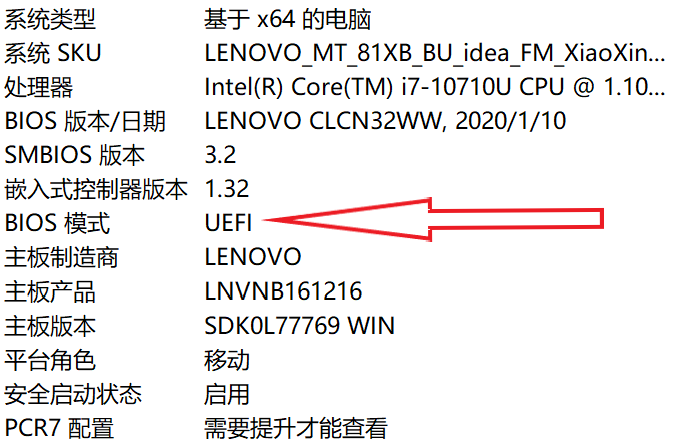 系统类型 基于 x64 的电脑
系统 SKU LENOVO_MT_81XB_BU_idea_FM_XiaoXin...
处理器 Intel(R) Core(TM) i7-10710U CPU @ 1.10...
BIOS 版本/日期 LENOVO CLCN32WW, 2020/1/10
SMBIOS 版本 3.2
嵌入式控制器版本 1.32
BIOS 模式 UEFI
主板制造商 LENOVO
主板产品 LNVNB161216
主板版本 SDK0L77769 WIN
平台角色 移动
安全启动状态 启用
PCR7 配置 需要提升才能查看